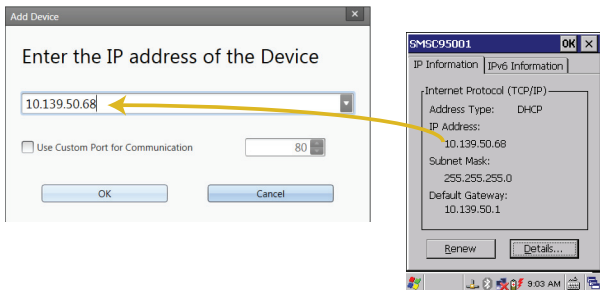 Add Device
Enter the IP address of the Device
10.139.50.68
Use Custom Port for Communication
80
OK
Cancel
SMSC95001
OK
IP Information
IPv6 Information
Internet Protocol (TCP/IP)
Address Type: DHCP
IP Address:
10.139.50.68
Subnet Mask:
255.255.255.0
Default Gateway:
10.139.50.1
Renew
Details...
9:03 AM